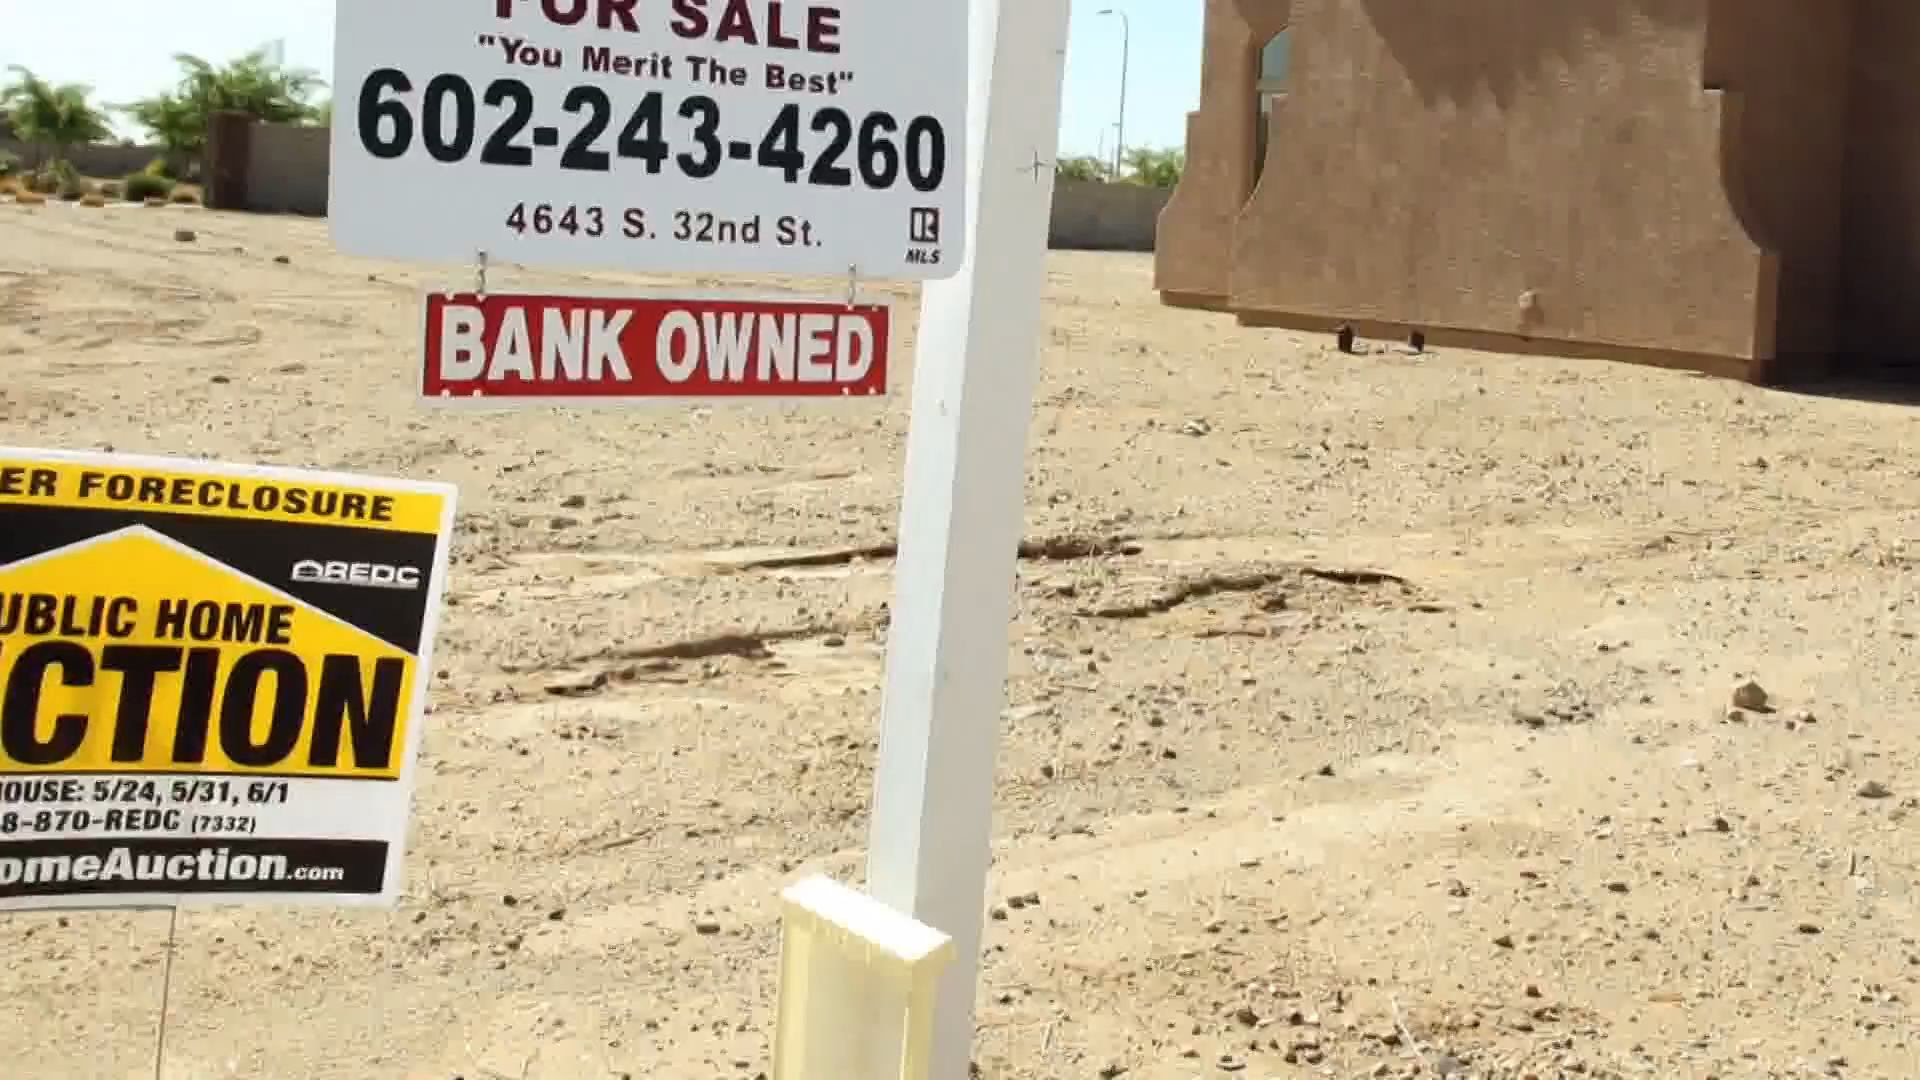 FOR SALE
"You Merit The Best"
602-243-4260
4643 S. 32nd St.
MLS
BANK OWNED
ER FORECLOSURE
REDC
UBLIC HOME
CTION
OUSE: 5/24, 5/31, 6/1
8-870-REDC (7332)
omeAuction.com